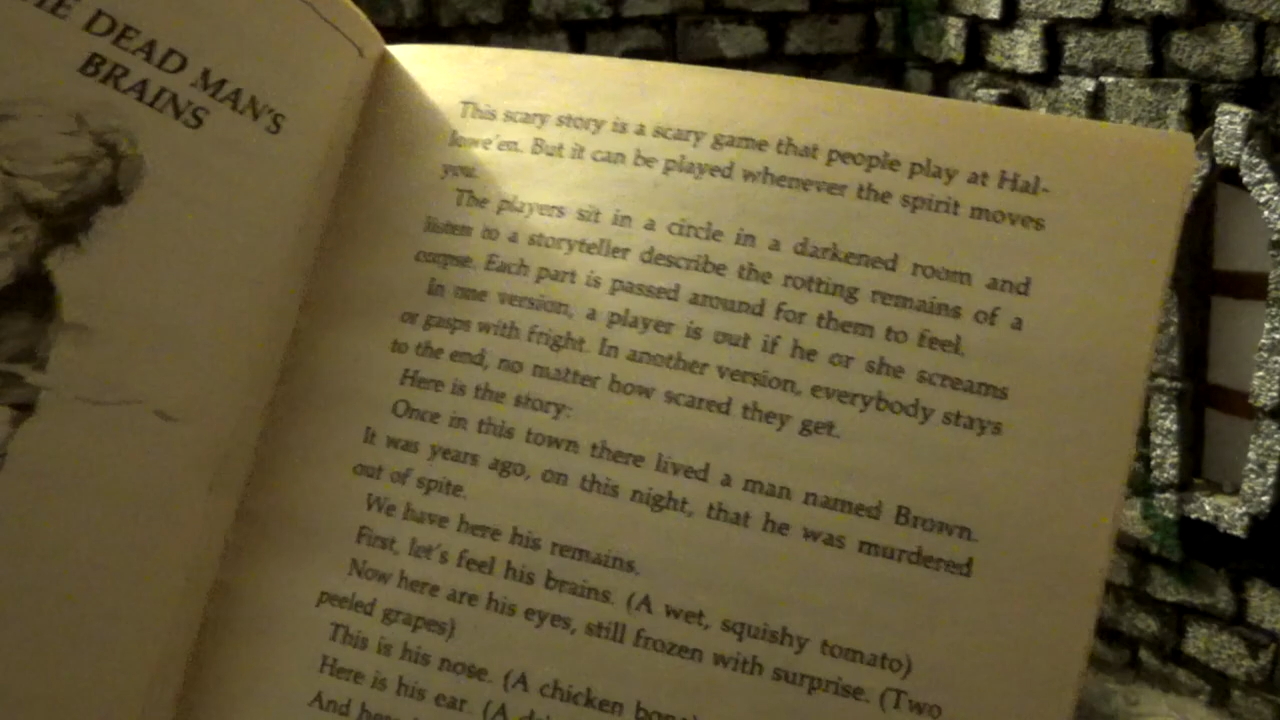 THE DEAD MAN'S
BRAINS
This scary story is a scary game that people play at Hal-
lowe'en. But it can be played whenever the spirit moves
you.
The players sit in a circle in a darkened room and
listen to a storyteller describe the rotting remains of a
corpse. Each part is passed around for them to feel.
In one version, a player is out if he or she screams
or gasps with fright. In another version, everybody stays
to the end, no matter how scared they get.
Here is the story:
Once in this town there lived a man named Brown.
It was years ago, on this night, that he was murdered
out of spite.
We have here his remains.
First, let's feel his brains. (A wet, squishy tomato)
Now here are his eyes, still frozen with surprise. (Two
peeled grapes)
This is his nose. (A chicken bone)
Here is his ear. (A
And